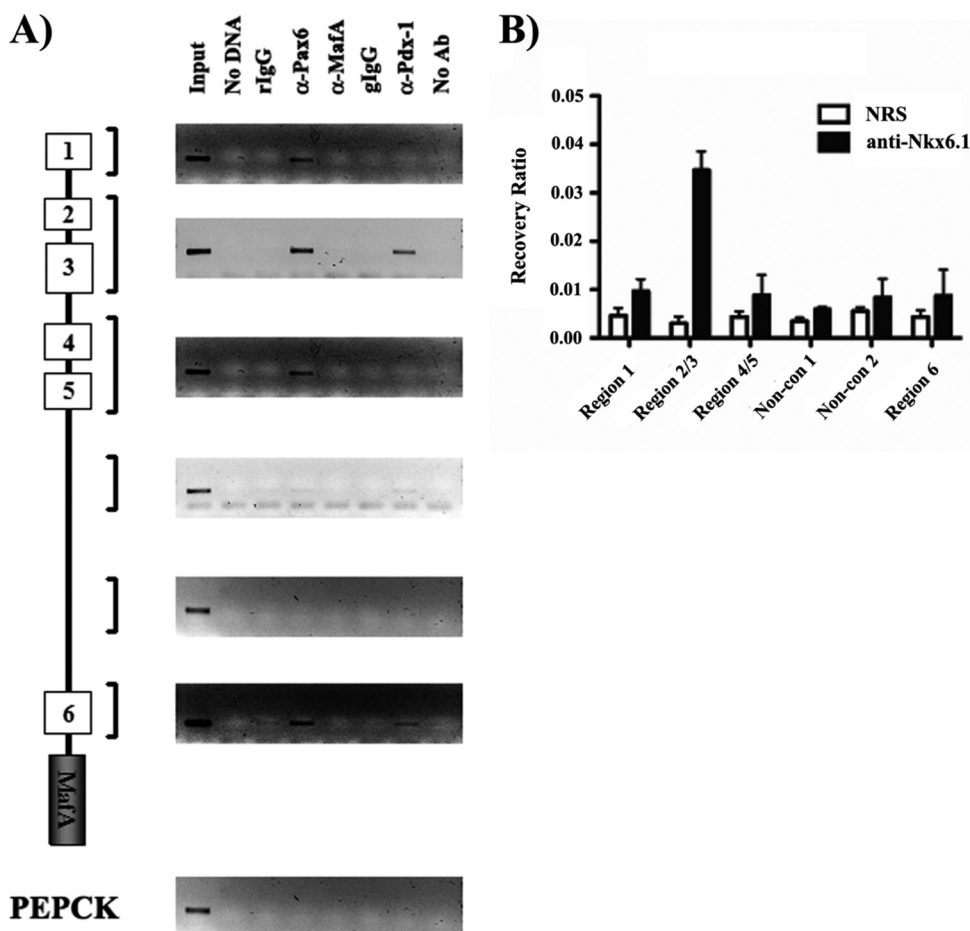 A)
Input
No DNA
rIgG
α-Pax6
α-MafA
gIgG
α-Pdx-1
No Ab
1
2
3
4
5
6
MafA
PEPCK
B)
NRS
anti-Nkx6.1
Recovery Ratio
0.05
0.04
0.03
0.02
0.01
0.00
Region 1
Region 2/3
Region 4/5
Non-con 1
Non-con 2
Region 6